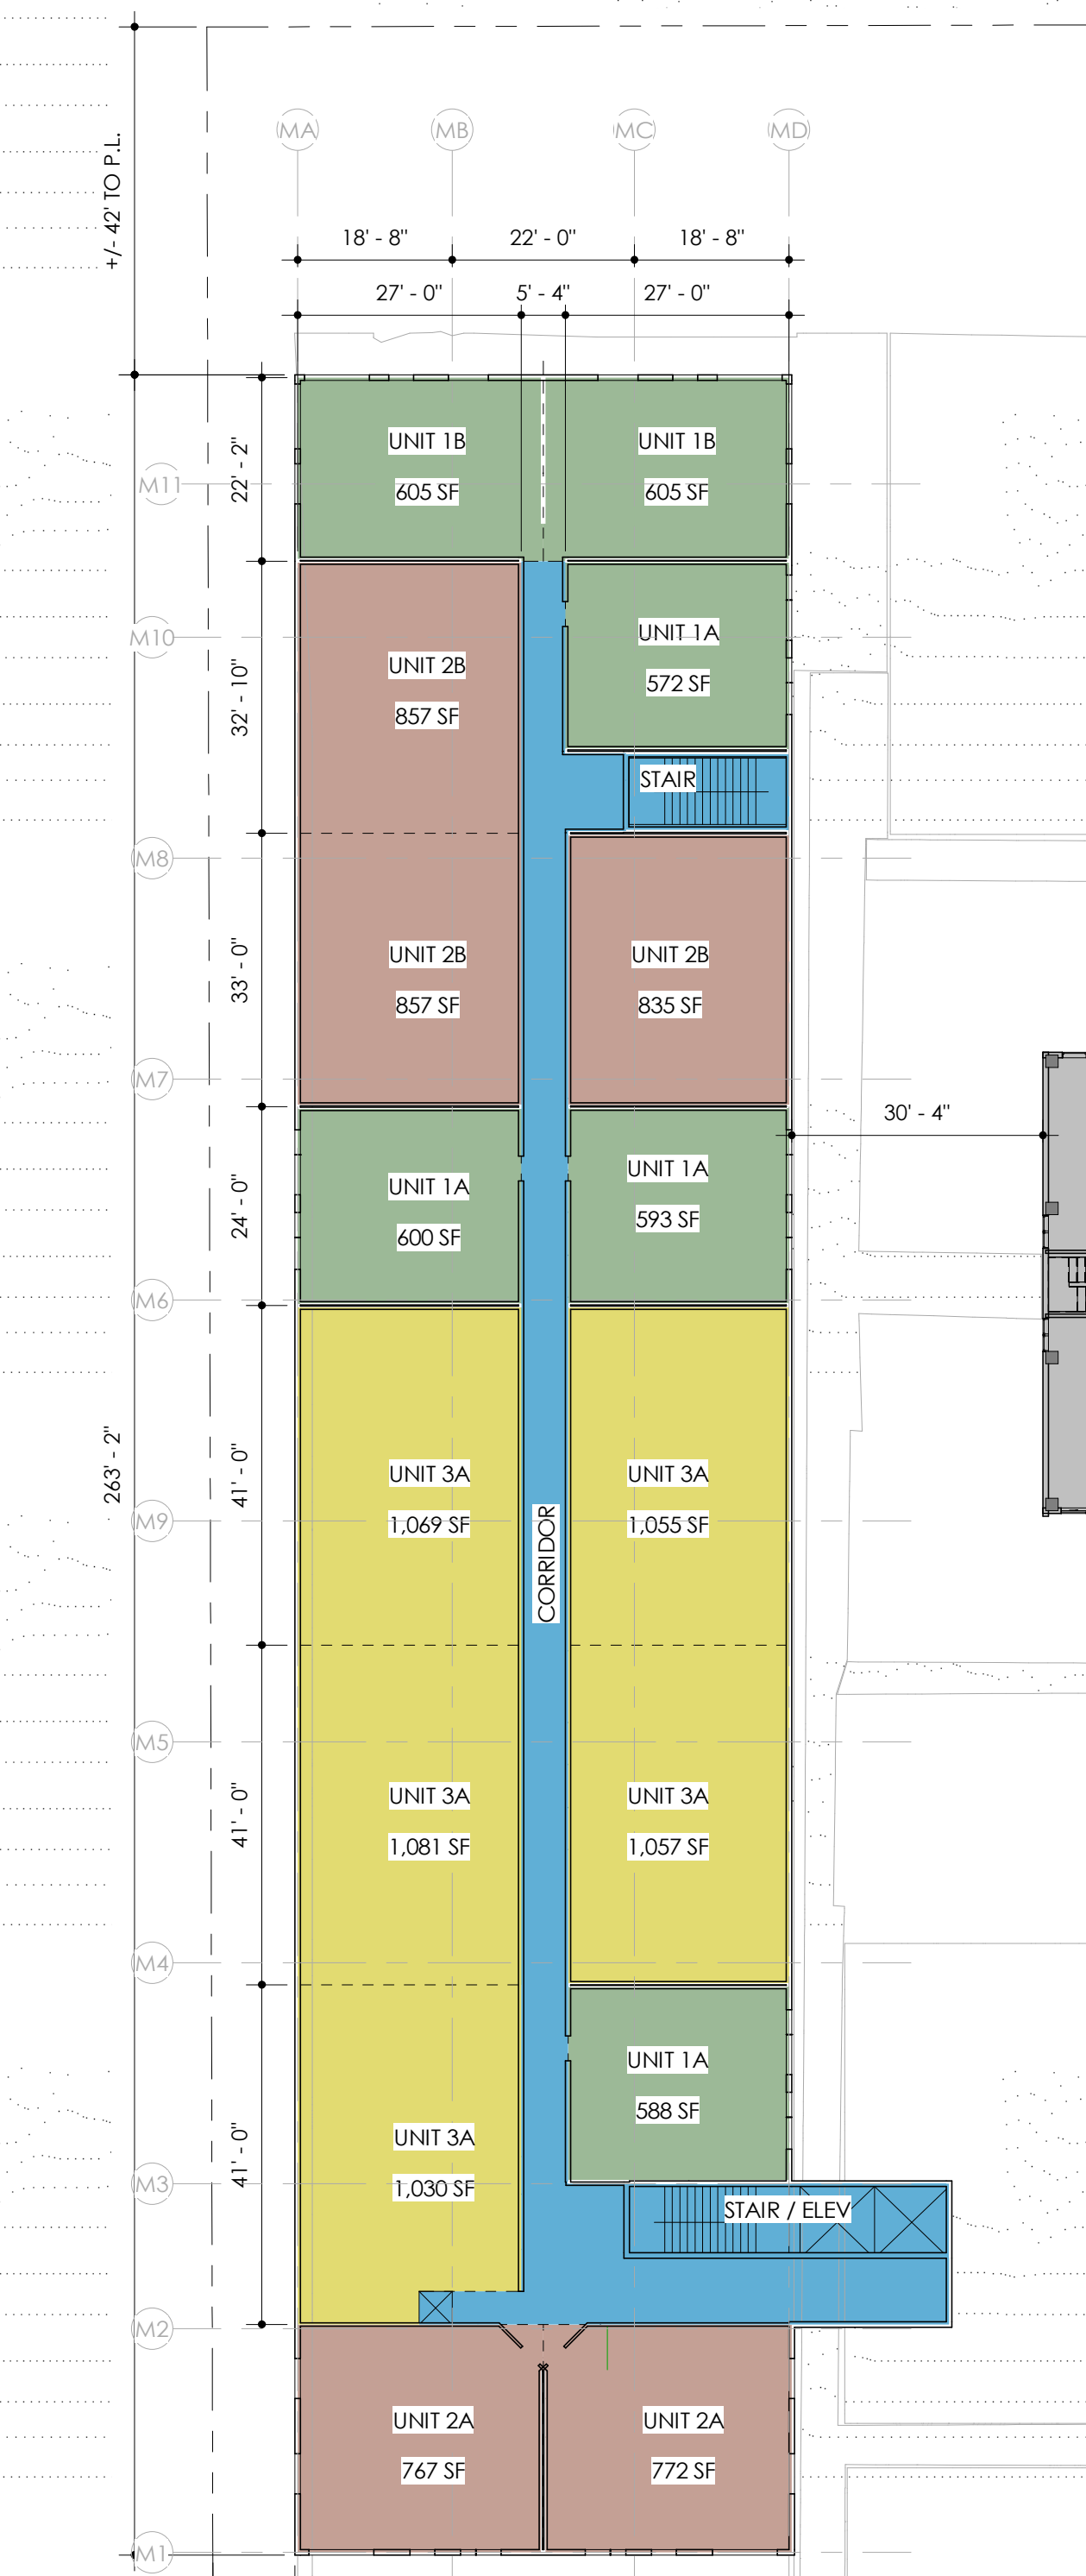 +/- 42' TO P.L.
MA MB MC MD
18' - 8" 22' - 0" 18' - 8"
27' - 0" 5' - 4" 27' - 0"
UNIT 1B UNIT 1B
22' - 2"
M11 605 SF 605 SF
UNIT 1A
M10
UNIT 2B
572 SF
32' - 10"
857 SF
STAIR
M8
UNIT 2B UNIT 2B
33' - 0"
857 SF 835 SF
M7
30' - 4"
UNIT 1A
UNIT 1A
24' - 0"
593 SF
600 SF
M6
263' - 2"
41' - 0"
UNIT 3A UNIT 3A
M9 1,069 SF 1,055 SF
CORRIDOR
M5
UNIT 3A UNIT 3A
41' - 0"
1,081 SF 1,057 SF
M4
UNIT 1A
588 SF
UNIT 3A
41' - 0"
M3 1,030 SF
STAIR / ELEV
M2
UNIT 2A UNIT 2A
767 SF 772 SF
M1